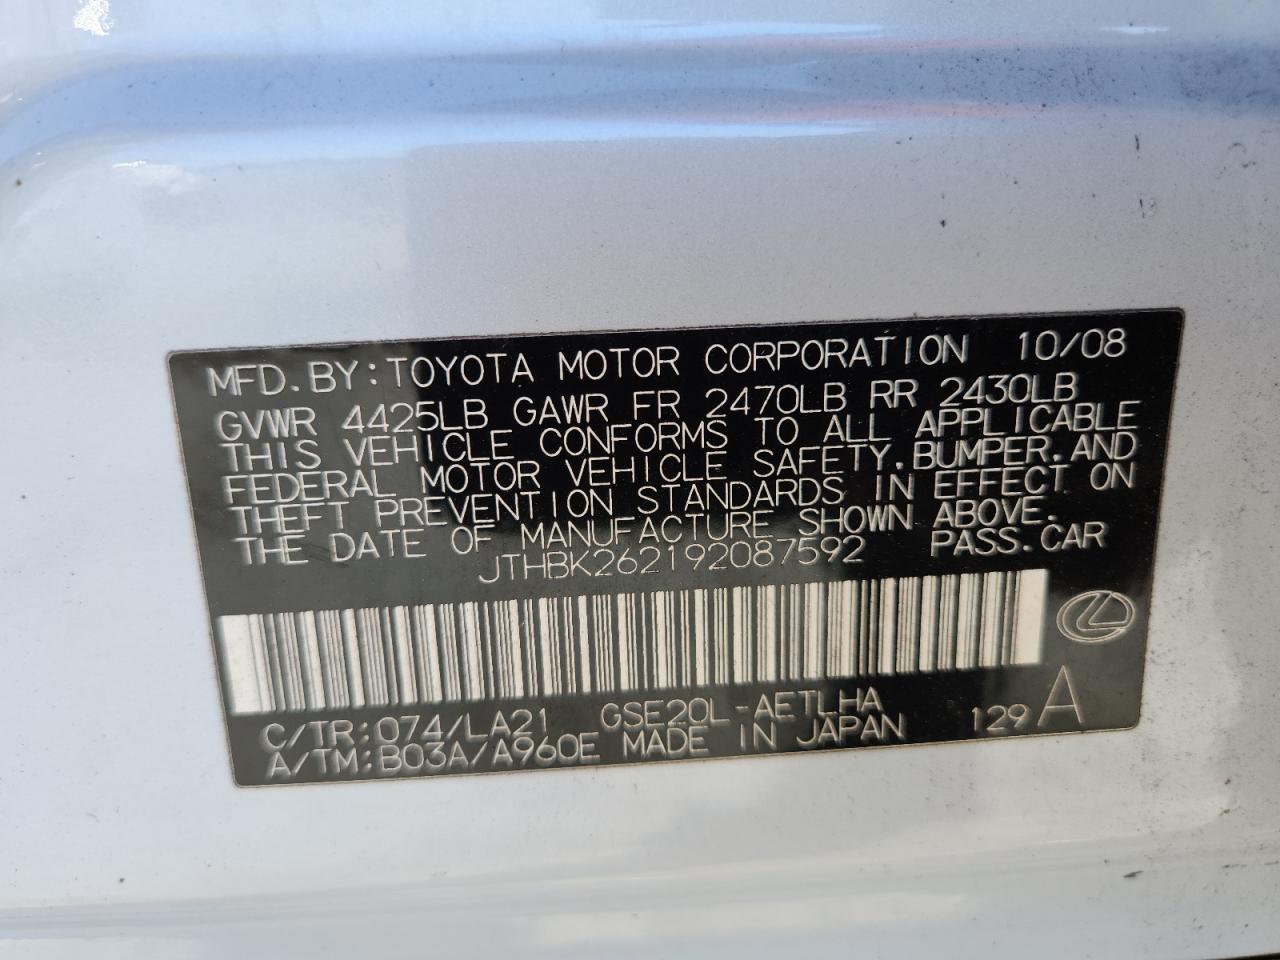 MFD. BY: TOYOTA MOTOR CORPORATION 10/08
GVWR 4425LB GAWR FR 2470LB RR 2430LB
THIS VEHICLE CONFORMS TO ALL APPLICABLE
FEDERAL MOTOR VEHICLE SAFETY. BUMPER. AND
THEFT PREVENTION STANDARDS IN EFFECT ON
THE DATE OF MANUFACTURE SHOWN ABOVE.
JTHBK262192087592 PASS. CAR
C/TR: 074/LA21 GSE20L-AETLHA
A/TM: B03A/A960E MADE IN JAPAN 129 A